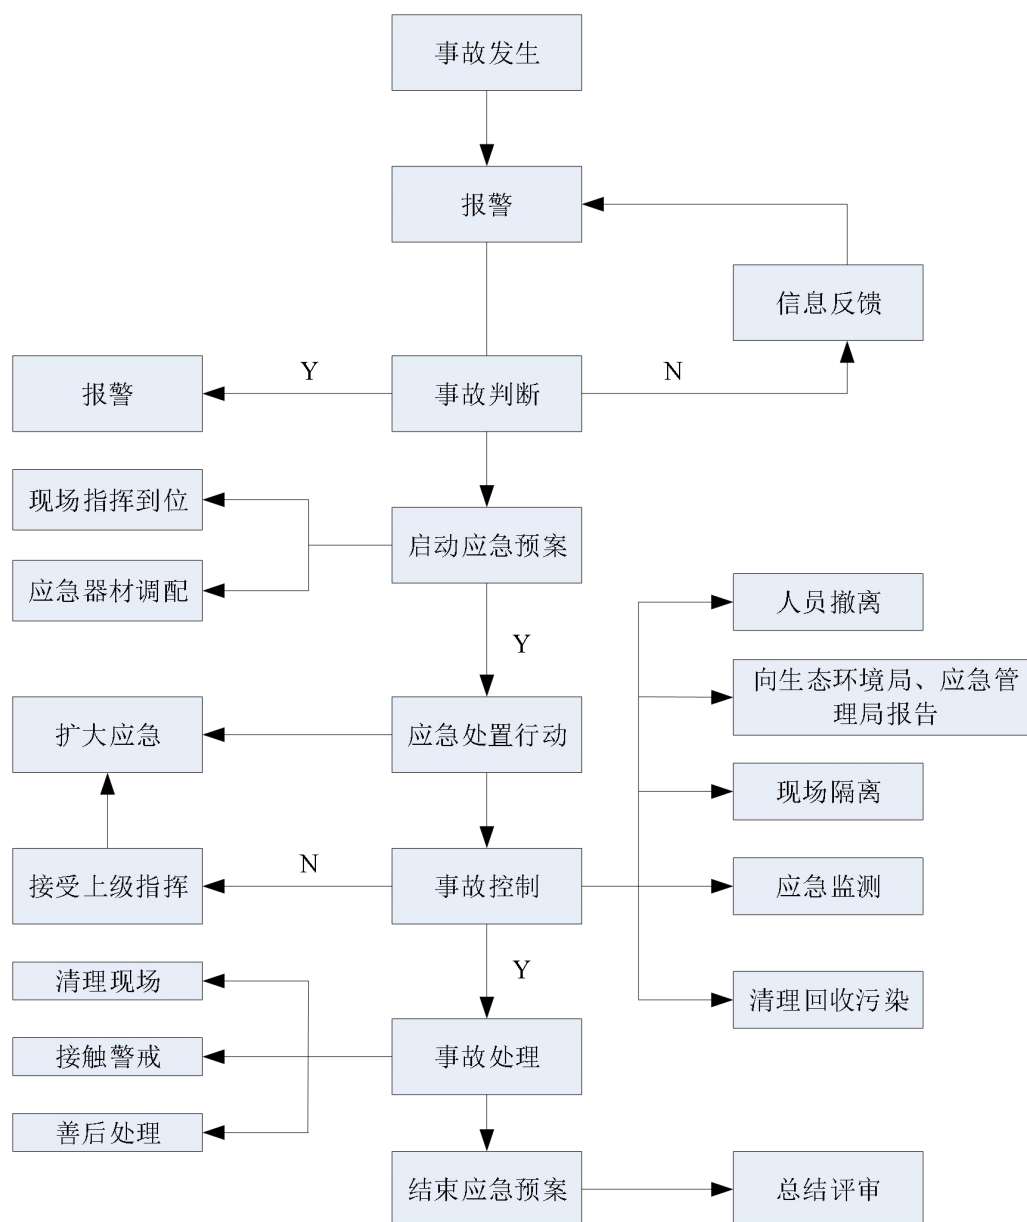 事故发生
报警
信息反馈
报警
Y
事故判断
N
现场指挥到位
启动应急预案
应急器材调配
人员撤离
Y
向生态环境局、应急管
理局报告
扩大应急
应急处置行动
现场隔离
接受上级指挥
N
事故控制
应急监测
清理现场
Y
清理回收污染
接触警戒
事故处理
善后处理
结束应急预案
总结评审